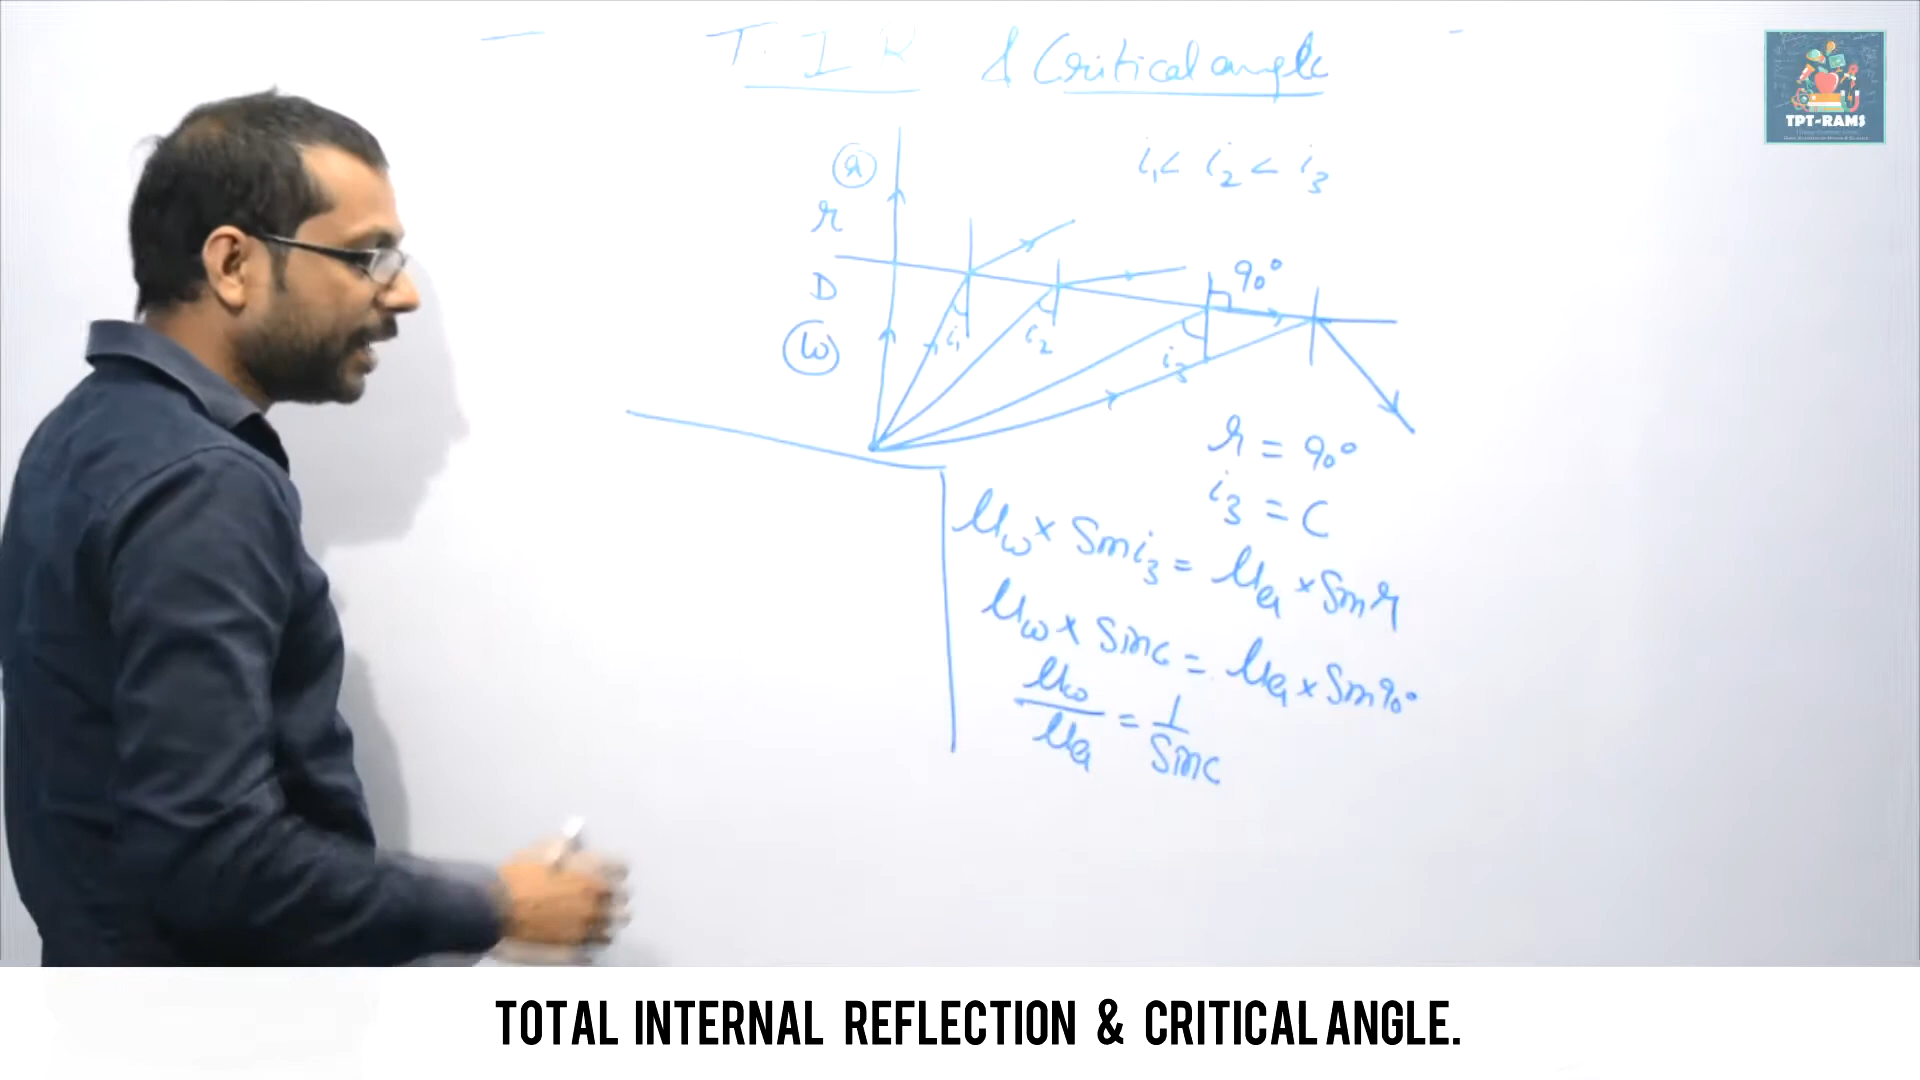 T.I R & Critical angle
TPT-RAMS
i₁ < i₂ < i₃
a
r
D
90°
w
i₁
i₂
i₃
r = 90°
i₃ = C
μw × Sin i₃ = μa × Sin r
μw × Sin c = μa × Sin 90°
μw/μa = 1/Sin c
TOTAL INTERNAL REFLECTION & CRITICAL ANGLE.